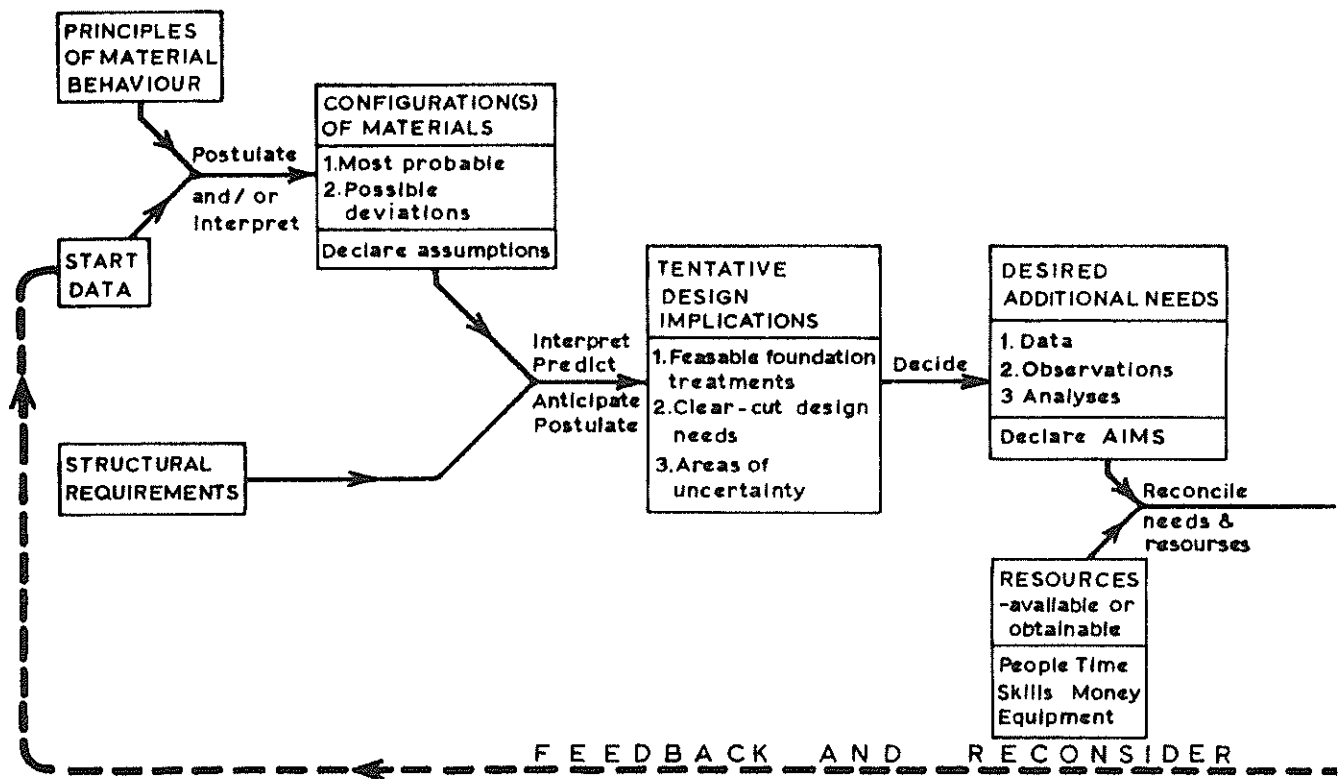 PRINCIPLES
OF MATERIAL
BEHAVIOUR
Postulate
and/or
Interpret
START
DATA
CONFIGURATION(S)
OF MATERIALS
1.Most probable
2.Possible
deviations
Declare assumptions
STRUCTURAL
REQUIREMENTS
Interpret
Predict
Anticipate
Postulate
TENTATIVE
DESIGN
IMPLICATIONS
1.Feasable foundation
treatments
2.Clear-cut design
needs
3.Areas of
uncertainty
Decide
DESIRED
ADDITIONAL NEEDS
1. Data
2.Observations
3 Analyses
Declare AIMS
Reconcile
needs &
resourses
RESOURCES
-available or
obtainable
People Time
Skills Money
Equipment
FEEDBACK AND RECONSIDER